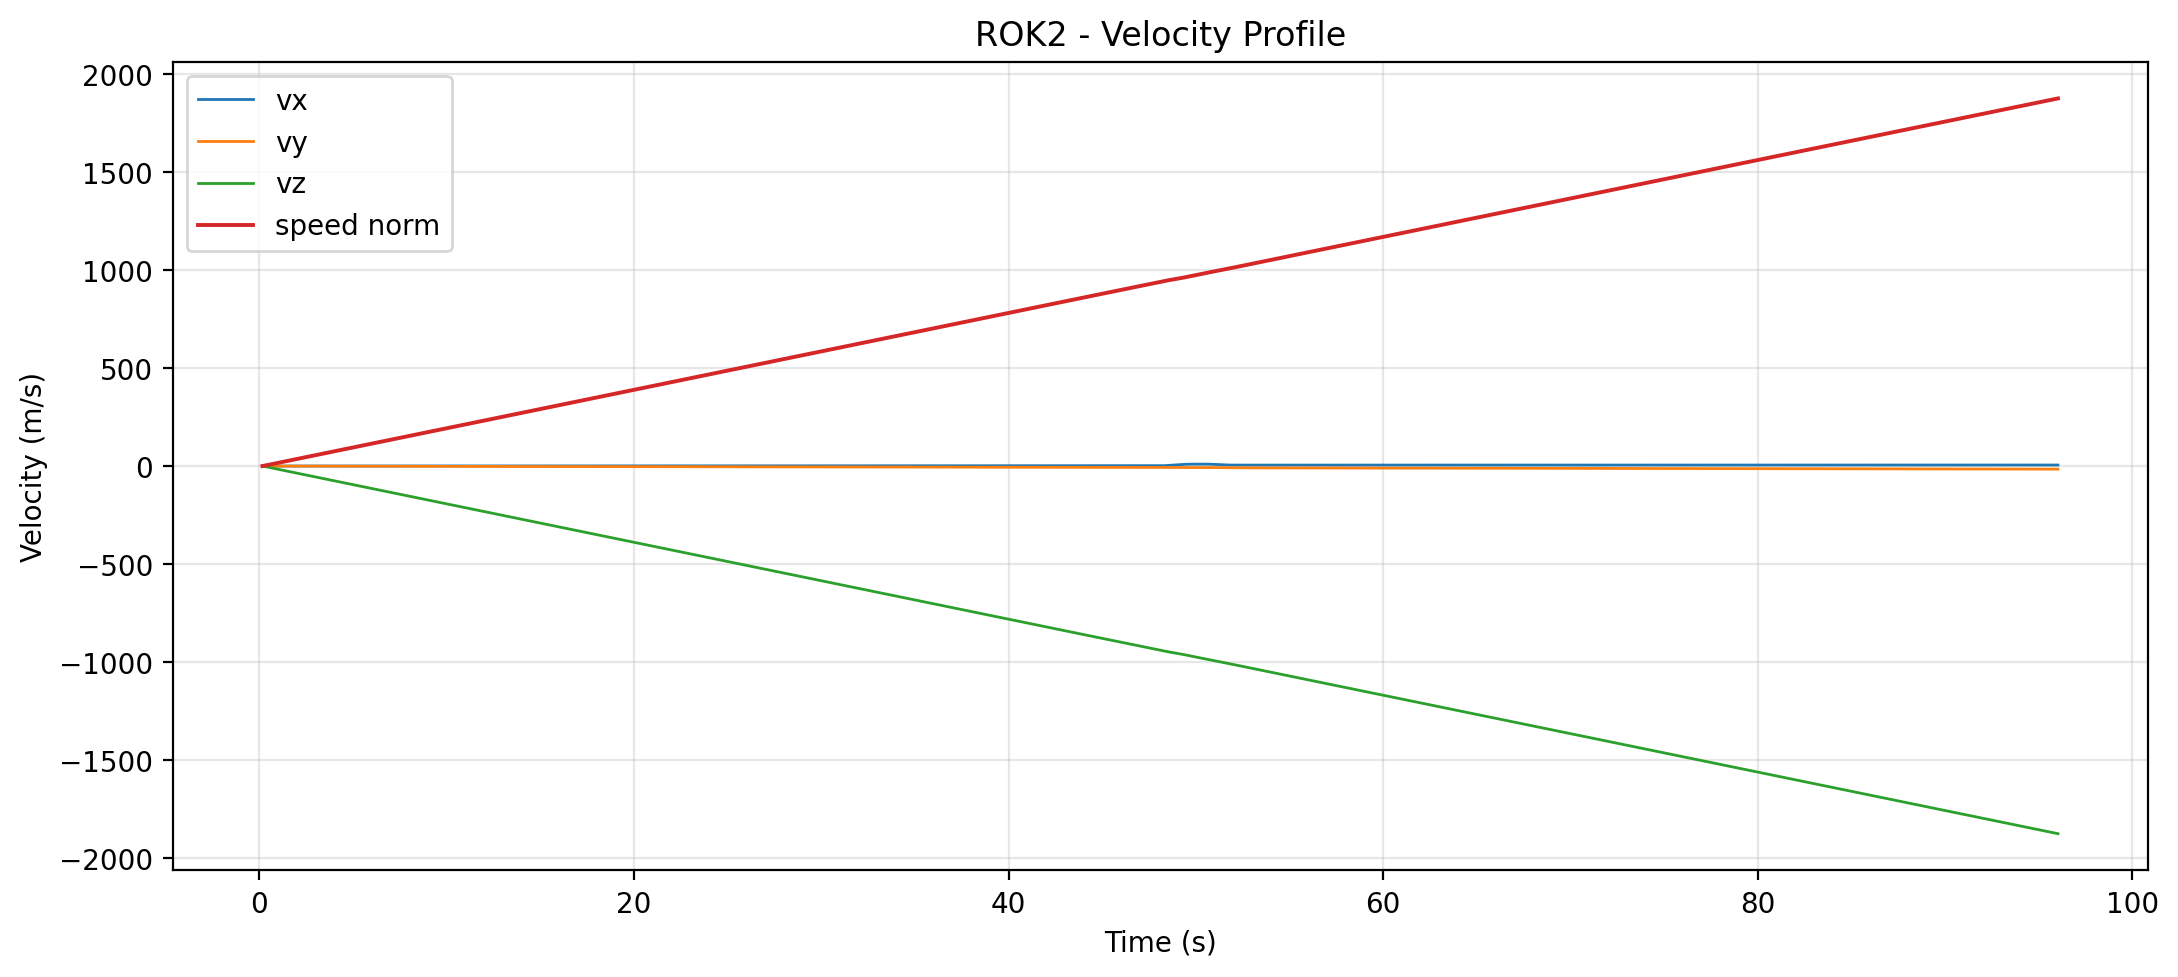 ROK2 - Velocity Profile
vx
vy
vz
speed norm
Velocity (m/s)
2000
1500
1000
500
0
−500
−1000
−1500
−2000
0 20 40 60 80 100
Time (s)